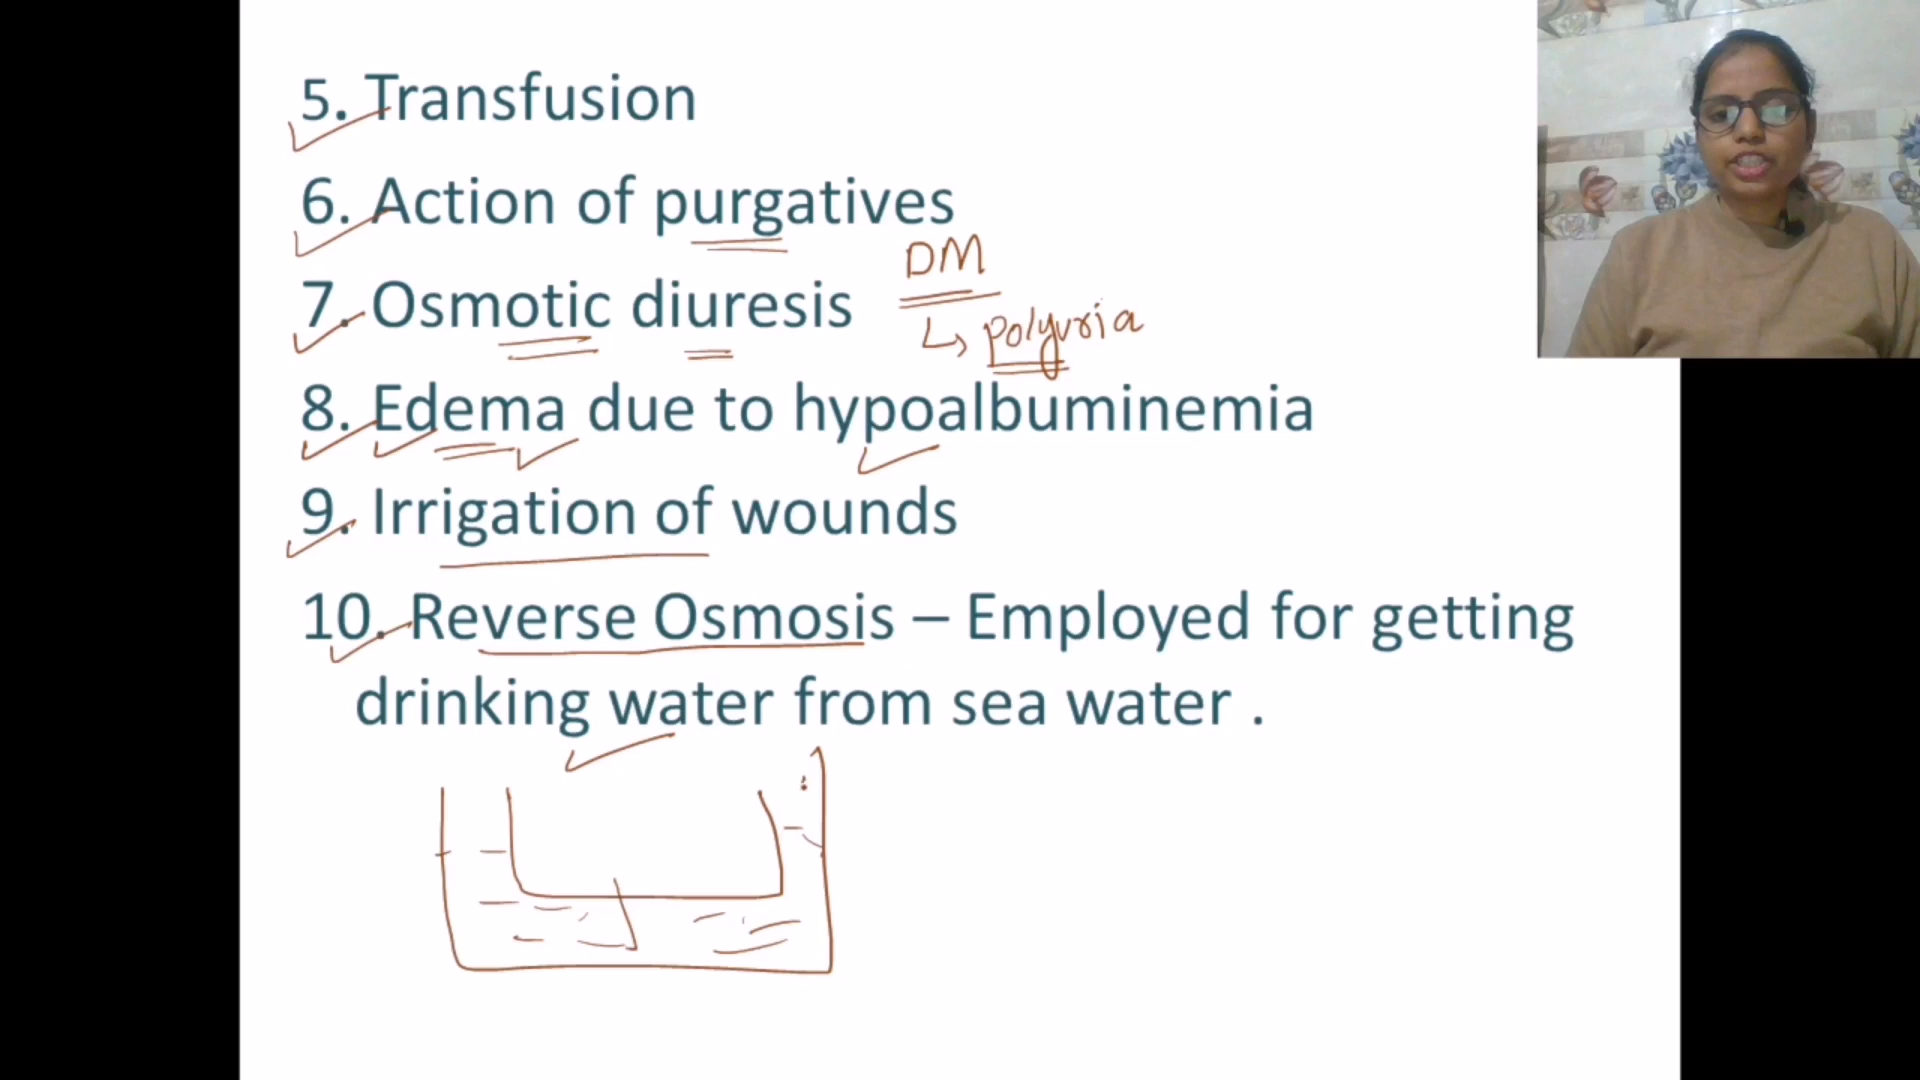 5. Transfusion
6. Action of purgatives
DM
7. Osmotic diuresis
↳ polyuria
8. Edema due to hypoalbuminemia
9. Irrigation of wounds
10. Reverse Osmosis – Employed for getting
drinking water from sea water .